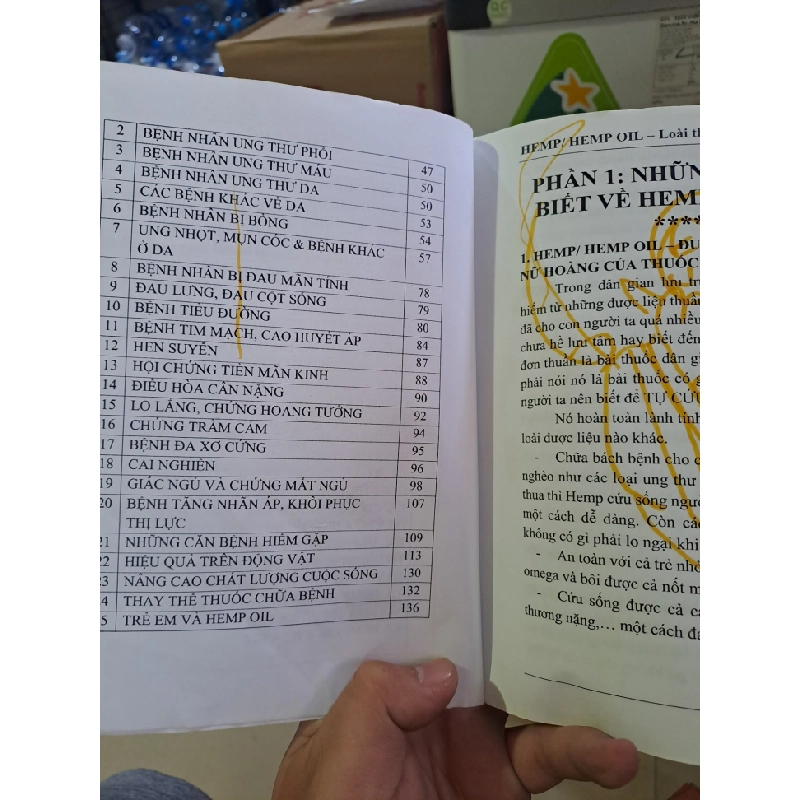 2 BỆNH NHÂN UNG THƯ PHỔI 47
3 BỆNH NHÂN UNG THƯ MÁU 50
4 BỆNH NHÂN UNG THƯ DA 50
5 CÁC BỆNH KHÁC VỀ DA 53
6 BỆNH NHÂN BỊ BỎNG 54
7 UNG NHỌT, MỤN CÓC & BỆNH KHÁC 57
Ở DA
8 BỆNH NHÂN BỊ ĐAU MÃN TÍNH 78
9 ĐAU LƯNG, ĐAU CỘT SỐNG 79
10 BỆNH TIỂU ĐƯỜNG 80
11 BỆNH TIM MẠCH, CAO HUYẾT ÁP 84
12 HEN SUYỄN 87
13 HỘI CHỨNG TIỀN MÃN KINH 88
14 ĐIỀU HÒA CÂN NẶNG 90
15 LO LẮNG, CHỨNG HOANG TƯỞNG 92
16 CHỨNG TRẦM CẢM 94
17 BỆNH ĐA XƠ CỨNG 95
18 CAI NGHIỆN 96
19 GIẤC NGỦ VÀ CHỨNG MẤT NGỦ 98
20 BỆNH TĂNG NHÃN ÁP, KHÔI PHỤC 107
THỊ LỰC
21 NHỮNG CĂN BỆNH HIẾM GẶP 109
22 HIỆU QUẢ TRÊN ĐỘNG VẬT 113
23 NÂNG CAO CHẤT LƯỢNG CUỘC SỐNG 130
4 THAY THẾ THUỐC CHỮA BỆNH 132
5 TRẺ EM VÀ HEMP OIL 136
HEMP/ HEMP OIL – Loài th
PHẦN 1: NHỮN
BIẾT VỀ HEM
****
1. HEMP/ HEMP OIL – ĐƯ
NỮ HOÀNG CỦA THUỐC
Trong dân gian lưu tr
hiếm từ những dược liệu thuần
đã cho con người ta quá nhiều
chưa hề lưu tâm hay biết đến
đơn thuần là bài thuốc dân gi
phải nói nó là bài thuốc có g
người ta nên biết để TỰ CỨU
Nó hoàn toàn lành tính
loài dược liệu nào khác.
- Chữa bách bệnh cho c
nghèo như các loại ung thư
thua thì Hemp cứu sống ngườ
một cách dễ dàng. Còn các
không có gì phải lo ngại khi
- An toàn với cả trẻ nhỏ
omega và bôi được cả nốt m
- Cứu sống được cả c
thương nặng,... một cách đá